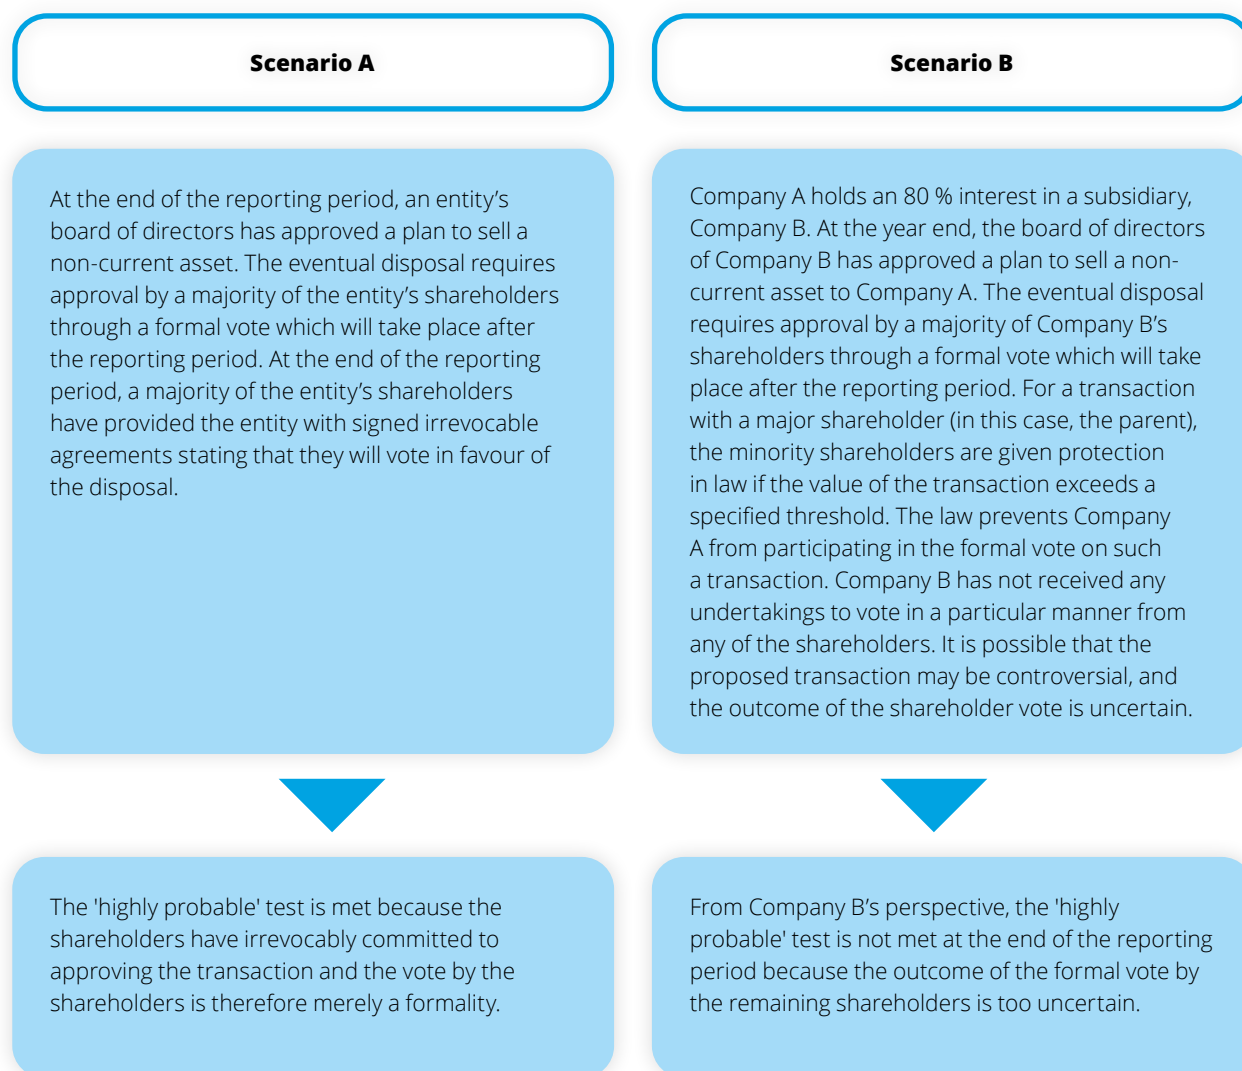 Scenario A
At the end of the reporting period, an entity’s
board of directors has approved a plan to sell a
non-current asset. The eventual disposal requires
approval by a majority of the entity’s shareholders
through a formal vote which will take place after
the reporting period. At the end of the reporting
period, a majority of the entity’s shareholders
have provided the entity with signed irrevocable
agreements stating that they will vote in favour of
the disposal.
The 'highly probable' test is met because the
shareholders have irrevocably committed to
approving the transaction and the vote by the
shareholders is therefore merely a formality.
Scenario B
Company A holds an 80 % interest in a subsidiary,
Company B. At the year end, the board of directors
of Company B has approved a plan to sell a non-
current asset to Company A. The eventual disposal
requires approval by a majority of Company B’s
shareholders through a formal vote which will take
place after the reporting period. For a transaction
with a major shareholder (in this case, the parent),
the minority shareholders are given protection
in law if the value of the transaction exceeds a
specified threshold. The law prevents Company
A from participating in the formal vote on such
a transaction. Company B has not received any
undertakings to vote in a particular manner from
any of the shareholders. It is possible that the
proposed transaction may be controversial, and
the outcome of the shareholder vote is uncertain.
From Company B’s perspective, the 'highly
probable' test is not met at the end of the reporting
period because the outcome of the formal vote by
the remaining shareholders is too uncertain.